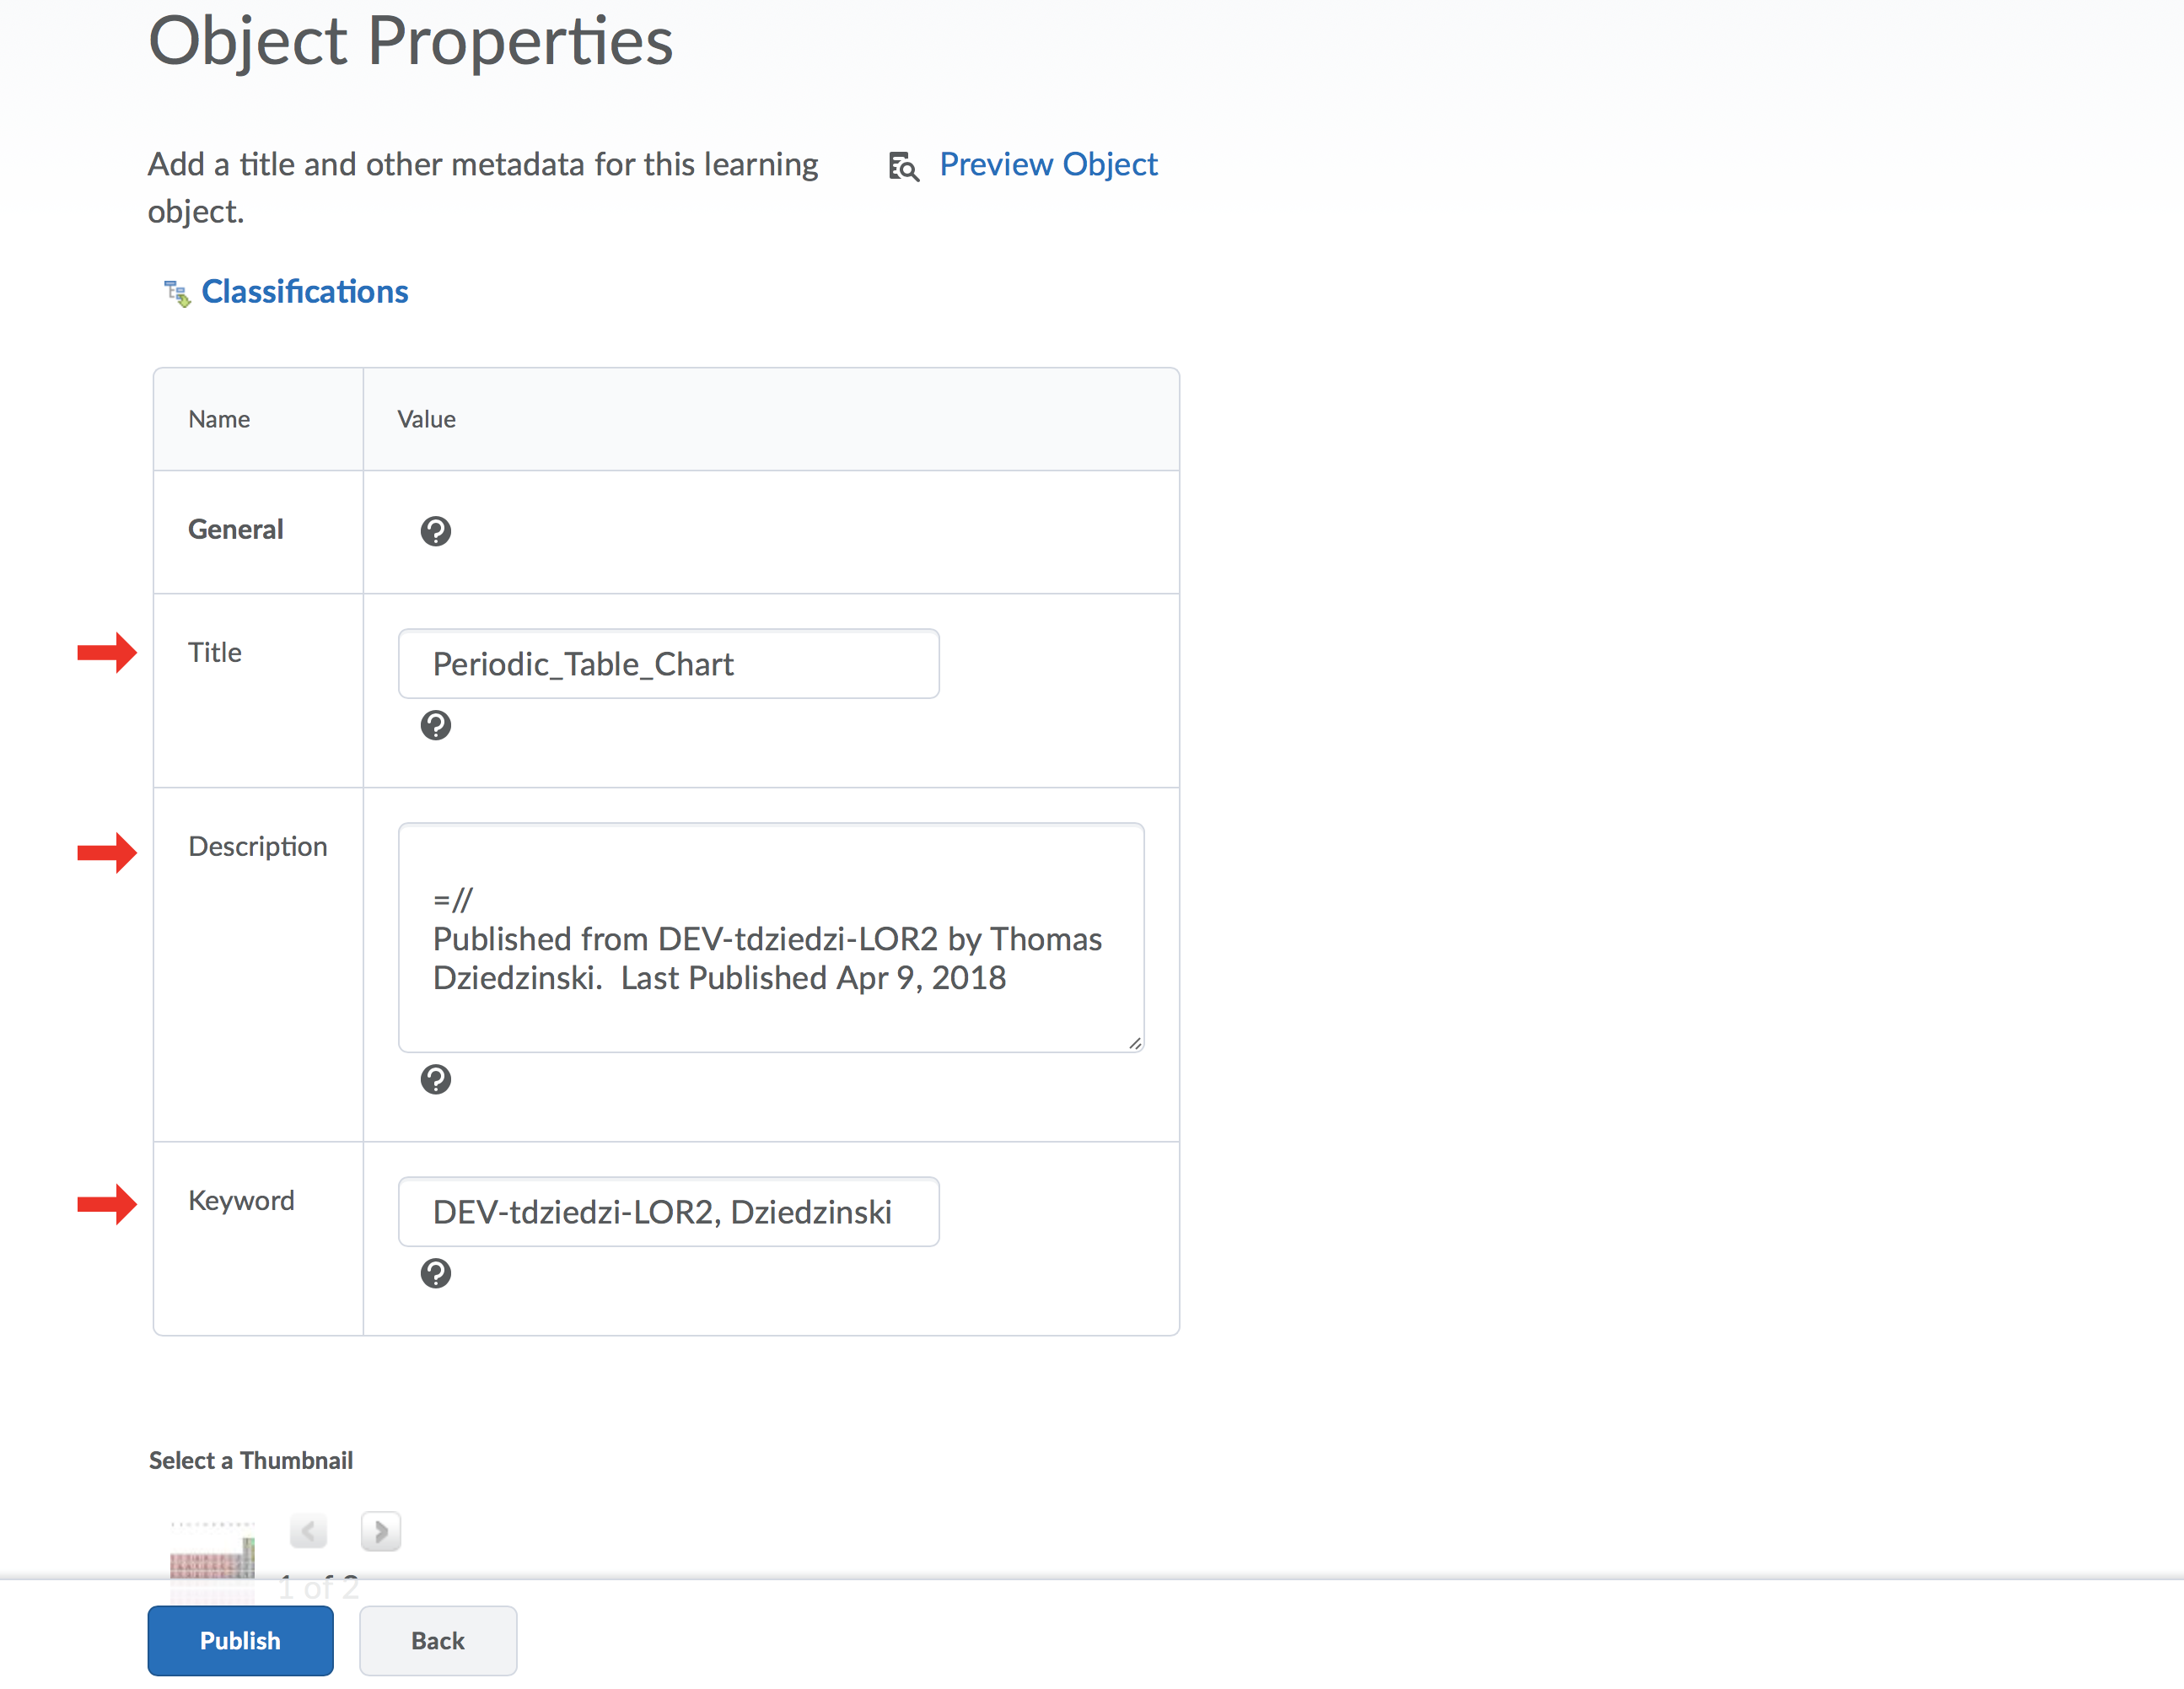 Object Properties
Add a title and other metadata for this learning
object.
Preview Object
Classifications
Name
Value
General
Title
Periodic_Table_Chart
Description
=//
Published from DEV-tdziedzi-LOR2 by Thomas
Dziedzinski.  Last Published Apr 9, 2018
Keyword
DEV-tdziedzi-LOR2, Dziedzinski
Select a Thumbnail
1 of 2
Publish
Back